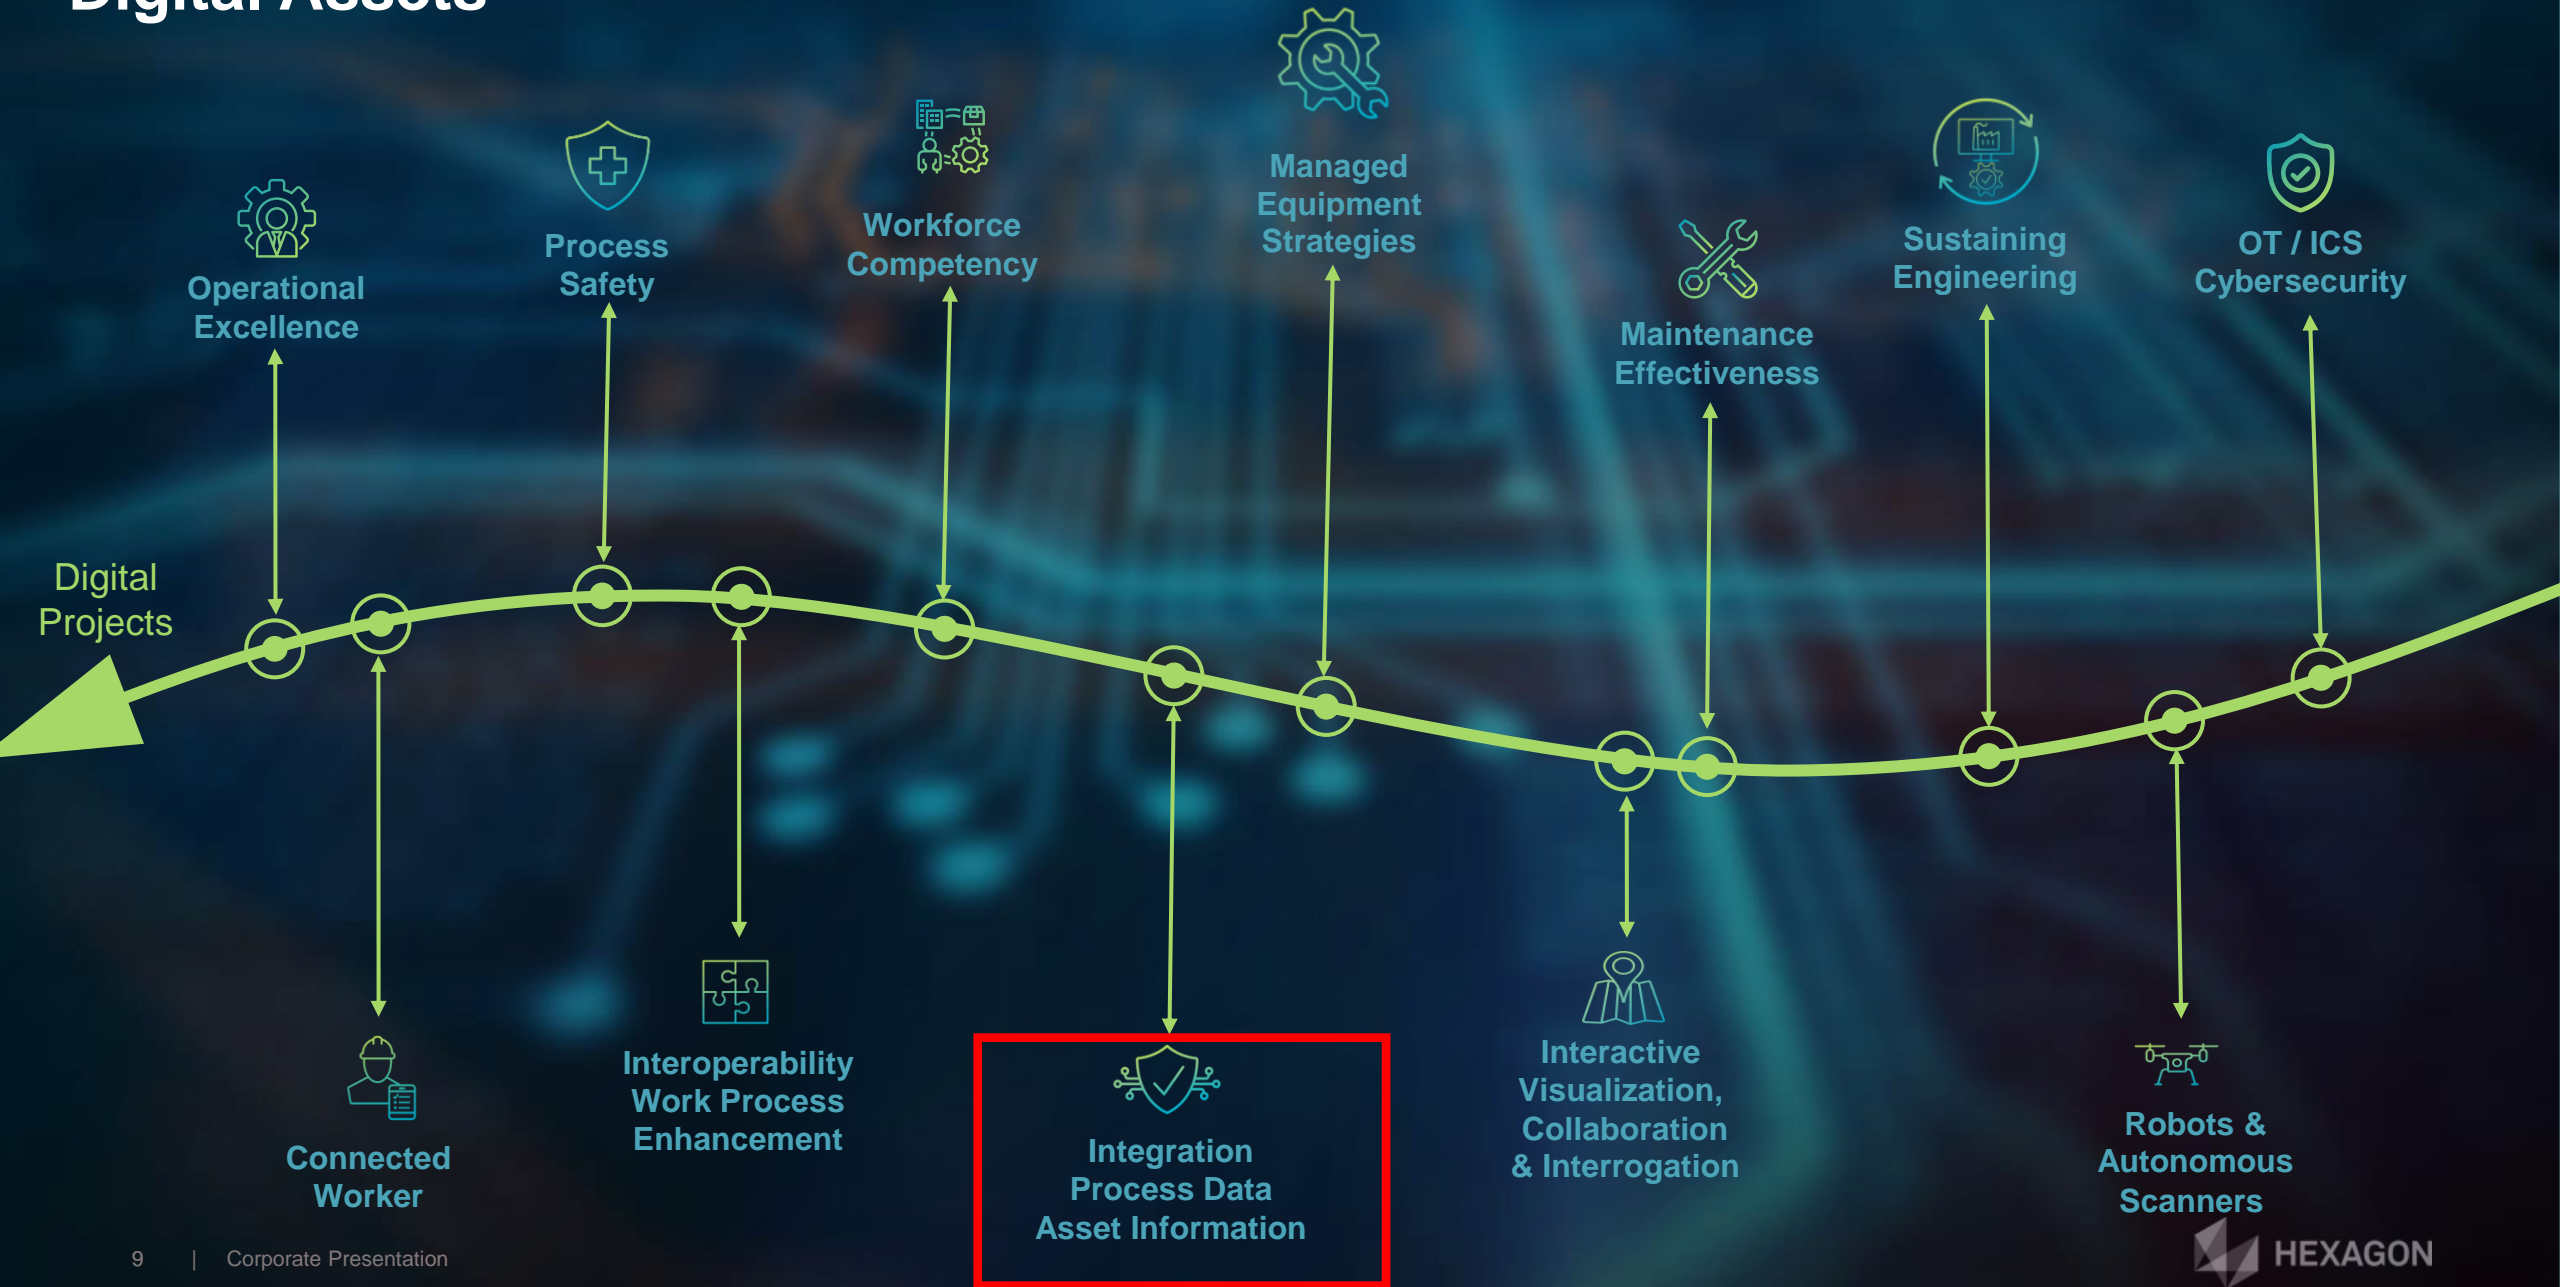 Digital Assets
Managed
Equipment
Strategies
Workforce
Competency
Process
Safety
Operational
Excellence
Sustaining
Engineering
OT / ICS
Cybersecurity
Maintenance
Effectiveness
Digital
Projects
Connected
Worker
Interoperability
Work Process
Enhancement
Integration
Process Data
Asset Information
Interactive
Visualization,
Collaboration
& Interrogation
Robots &
Autonomous
Scanners
9 | Corporate Presentation
HEXAGON